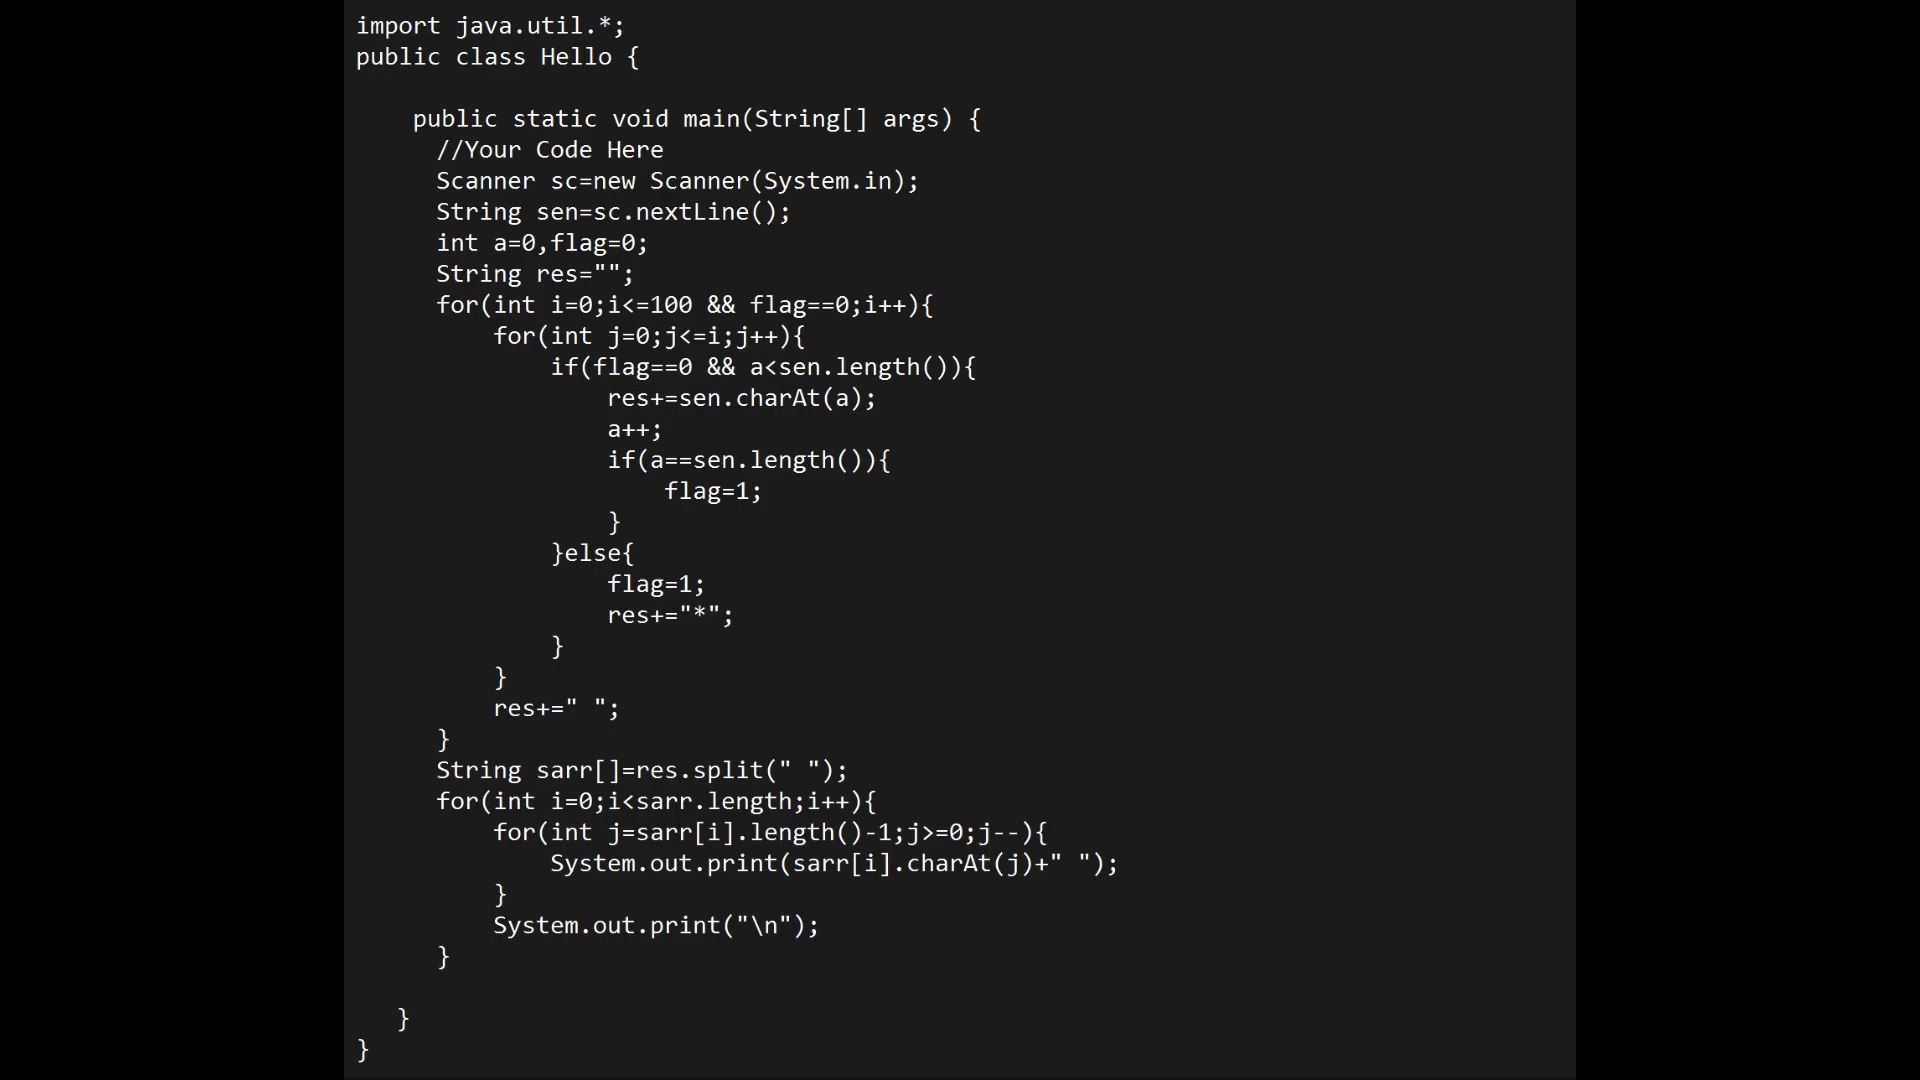 import java.util.*;
public class Hello {
public static void main(String[] args) {
//Your Code Here
Scanner sc=new Scanner(System.in);
String sen=sc.nextLine();
int a=0,flag=0;
String res="";
for(int i=0;i<=100 && flag==0;i++){
for(int j=0;j<=i;j++){
if(flag==0 && a<sen.length()){
res+=sen.charAt(a);
a++;
if(a==sen.length()){
flag=1;
}
}else{
flag=1;
res+="*";
}
}
res+=" ";
}
String sarr[]=res.split(" ");
for(int i=0;i<sarr.length;i++){
for(int j=sarr[i].length()-1;j>=0;j--){
System.out.print(sarr[i].charAt(j)+" ");
}
System.out.print("\n");
}
}
}